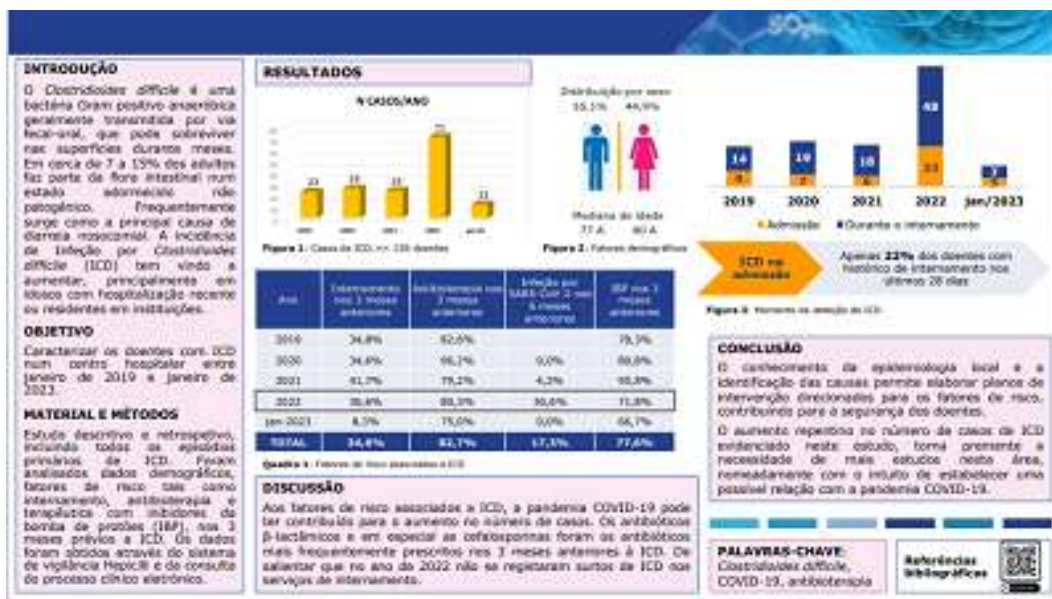 INTRODUÇÃO
O Clostridioides difficile é uma
bactéria Gram positivo anaeróbica
geralmente transmitida por via
fecal-oral, que pode sobreviver
nas superfícies durante meses.
Em cerca de 7 a 15% dos adultos
faz parte da flora intestinal num
estado adormecido não
patogénico. Frequentemente
surge como a principal causa de
diarreia nosocomial. A incidência
de Infeção por Clostridioides
difficile (ICD) tem vindo a
aumentar, principalmente em
idosos com hospitalização recente
ou residentes em instituições.
OBJETIVO
Caracterizar os doentes com ICD
num centro hospitalar entre
janeiro de 2019 e janeiro de
2023.
MATERIAL E MÉTODOS
Estudo descritivo e retrospetivo,
incluindo todos os episódios
primários de ICD. Foram
analisados dados demográficos,
fatores de risco tais como
internamento, antibioterapia e
terapêutica com inibidores da
bomba de protões (IBP), nos 3
meses prévios a ICD. Os dados
foram obtidos através do sistema
de vigilância Hepic® e da consulta
do processo clínico eletrónico.
RESULTADOS
N CASOS/ANO
Figura 1: Casos de ICD, doentes
Distribuição por sexo
55,1% 44,9%
Mediana de idade
77 A 80 A
Figura 2: Fatores demográficos
14 19 18 48
2019 2020 2021 2022 jan/2023
Admissão Durante o internamento
ICD na
admissão
Apenas 22% dos doentes com
histórico de internamento nos
últimos 28 dias
Figura 3: Momento da deteção de ICD
Ano
Internamento
nos 3 meses
anteriores
Antibioterapia nos
3 meses
anteriores
Infeção por
SARS-CoV-2 nos
6 meses
anteriores
IBP nos 3
meses
anteriores
2019 34,8% 82,6% 78,3%
2020 34,6% 96,2% 0,0% 80,8%
2021 41,7% 79,2% 4,2%
2022 71,8%
jan-2023 8,3% 75,0% 0,0% 66,7%
TOTAL 34,6% 82,7% 17,3% 77,6%
Quadro 1: Fatores de risco associados a ICD
DISCUSSÃO
Aos fatores de risco associados a ICD, a pandemia COVID-19 pode
ter contribuído para o aumento no número de casos. Os antibióticos
β-lactâmicos e em especial as cefalosporinas foram os antibióticos
mais frequentemente prescritos nos 3 meses anteriores à ICD. De
salientar que no ano de 2022 não se registaram surtos de ICD nos
serviços de internamento.
CONCLUSÃO
O conhecimento da epidemiologia local e a
identificação das causas permite elaborar planos de
intervenção direcionados para os fatores de risco,
contribuindo para a segurança dos doentes.
O aumento repentino no número de casos de ICD
evidenciado neste estudo, torna premente a
necessidade de mais estudos nesta área,
nomeadamente com o intuito de estabelecer uma
possível relação com a pandemia COVID-19.
PALAVRAS-CHAVE:
Clostridioides difficile,
COVID-19, antibioterapia
Referências
bibliográficas